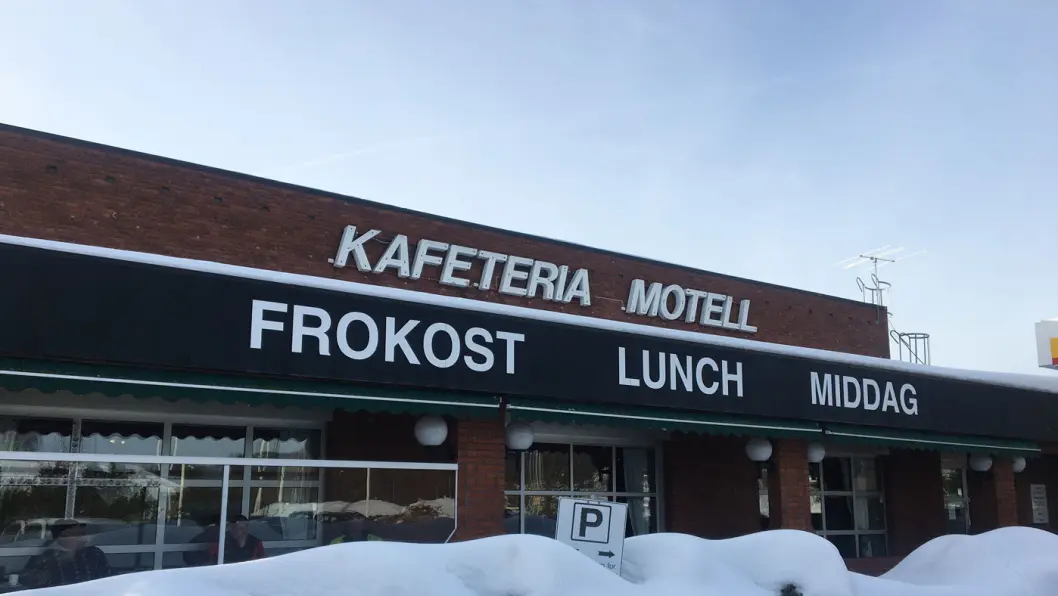 KAFETERIA MOTELL
FROKOST LUNCH MIDDAG
P